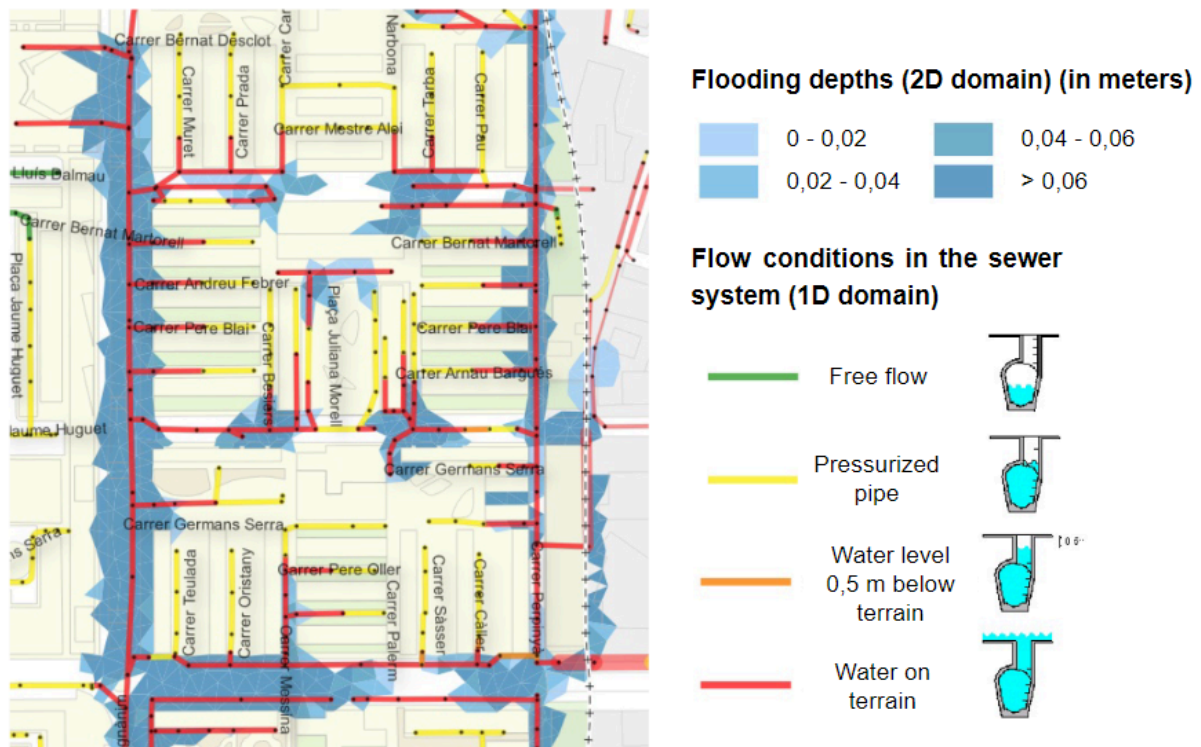 Carrer Bernat Desclot
Carrer Muret
Carrer Prada
Narbona
Carrer Tarba
Carrer Pau
Carrer Mestre Alei
Lluís Dalmau
Carrer Bernat Martorell
Carrer Bernat Martorell
Plaça Jaume Huguet
Carrer Andreu Febrer
Plaça Juliana Morell
Carrer Pere Blai
Carrer Pere Blai
Carrer Besiers
Carrer Arnau Bargués
Jaume Huguet
Carrer Germans Serra
Carrer Germans Serra
Carrer Teulada
Carrer Oristany
Carrer Pere Oller
Carrer Palerm
Carrer Sàsser
Carrer Càller
Carrer Perpinyà
Carrer Messina
Flooding depths (2D domain) (in meters)
0 - 0,02
0,04 - 0,06
0,02 - 0,04
> 0,06
Flow conditions in the sewer
system (1D domain)
Free flow
Pressurized
pipe
Water level
0,5 m below
terrain
Water on
terrain